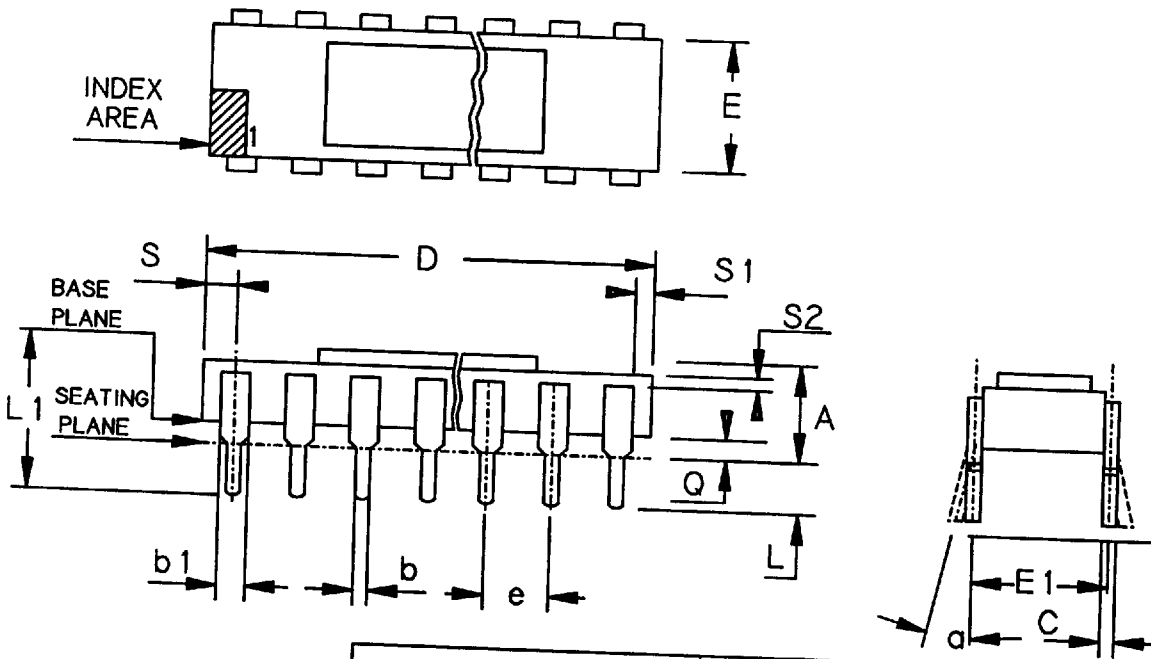 INDEX
AREA
1
E
S
D
S1
BASE
PLANE
S2
L1
SEATING
PLANE
A
Q
L
b1
b
e
E1
a
C